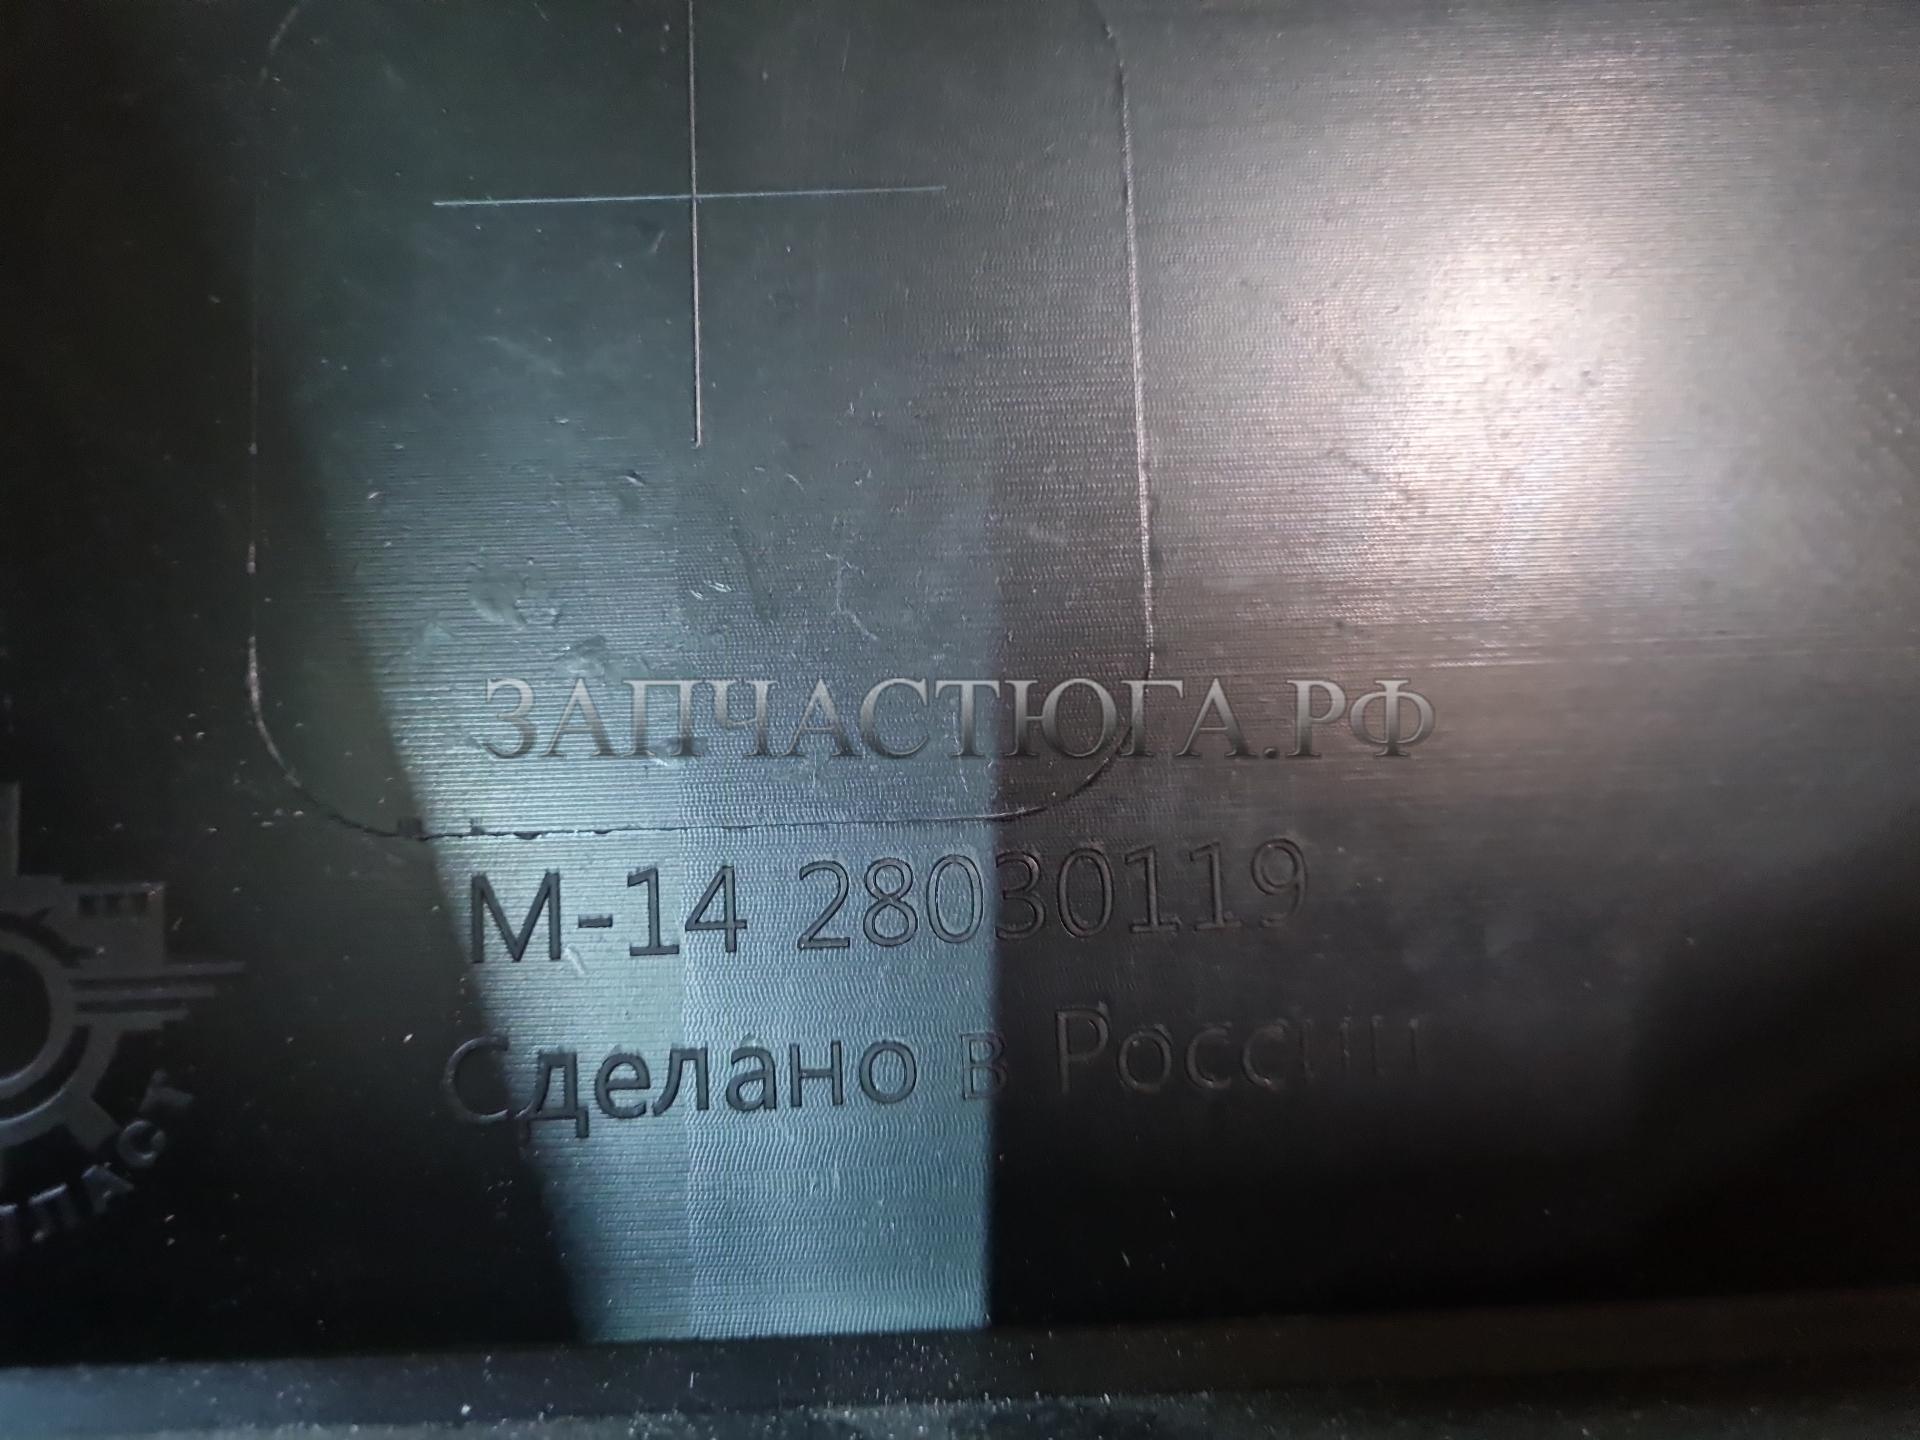 ЗАПЧАСТЮГА.РФ
М-14 28030119
Сделано в России